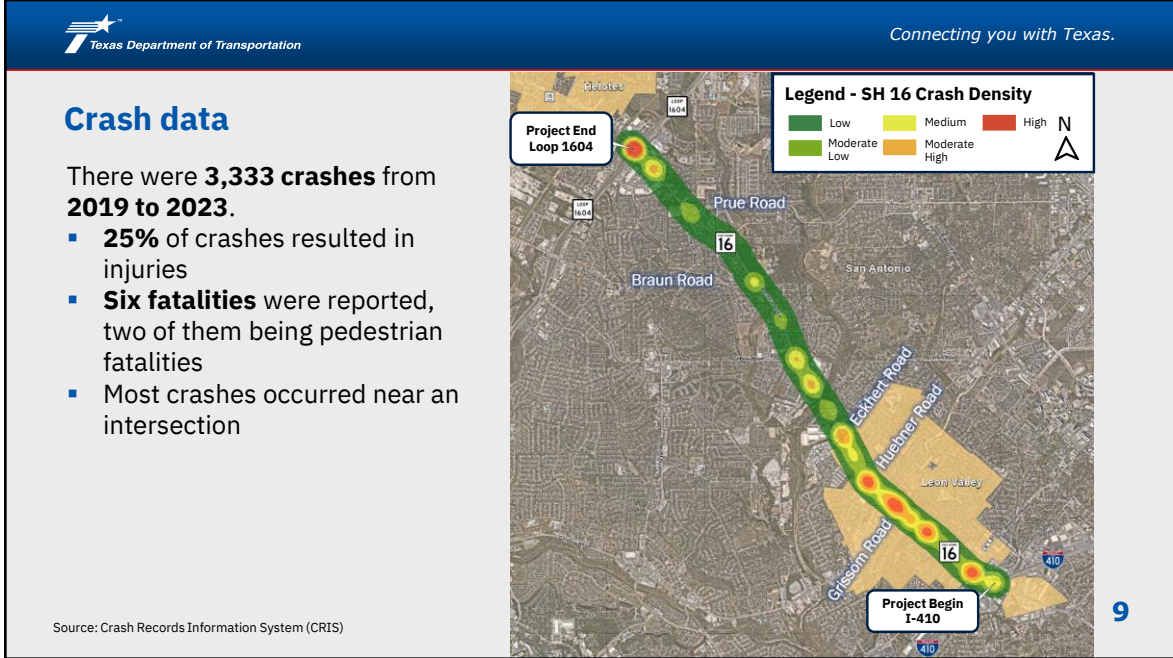 Texas Department of Transportation
Connecting you with Texas.
Crash data
There were 3,333 crashes from
2019 to 2023.
▪ 25% of crashes resulted in
injuries
▪ Six fatalities were reported,
two of them being pedestrian
fatalities
▪ Most crashes occurred near an
intersection
Source: Crash Records Information System (CRIS)
Legend - SH 16 Crash Density
Low
Medium
High
N
Moderate
Low
Moderate
High
Helotes
LOOP
1604
Project End
Loop 1604
LOOP
1604
Prue Road
16
San Antonio
Braun Road
Eckhert Road
Huebner Road
Leon Valley
Grissom Road
16
410
Project Begin
I-410
410
9